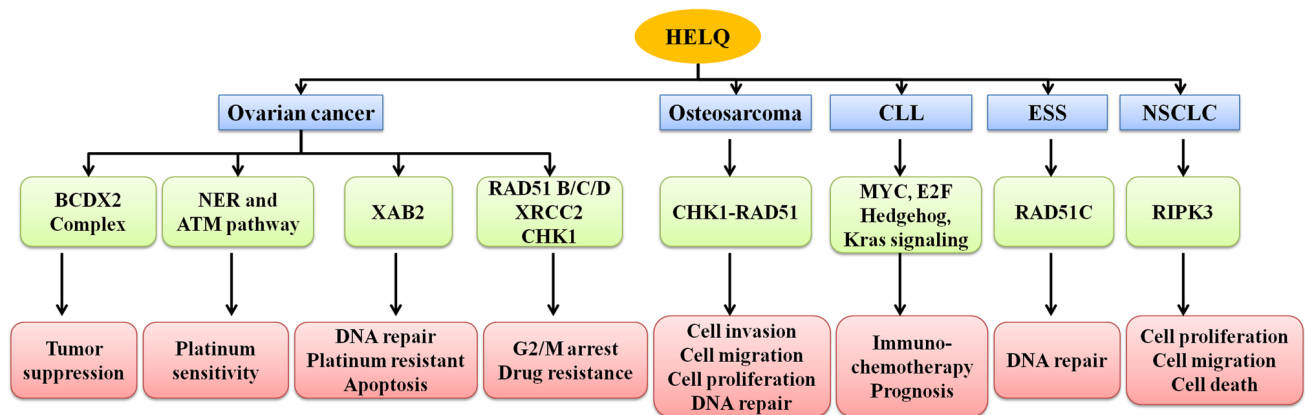 HELQ
Ovarian cancer
Osteosarcoma
CLL
ESS
NSCLC
BCDX2
Complex
NER and
ATM pathway
XAB2
RAD51 B/C/D
XRCC2
CHK1
CHK1-RAD51
MYC, E2F
Hedgehog,
Kras signaling
RAD51C
RIPK3
Tumor
suppression
Platinum
sensitivity
DNA repair
Platinum resistant
Apoptosis
G2/M arrest
Drug resistance
Cell invasion
Cell migration
Cell proliferation
DNA repair
Immuno-
chemotherapy
Prognosis
DNA repair
Cell proliferation
Cell migration
Cell death